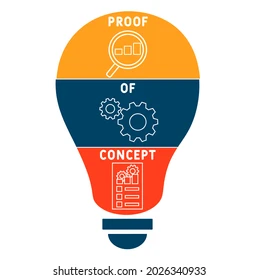 PROOF
OF
CONCEPT
shutterstock.com · 2026340933